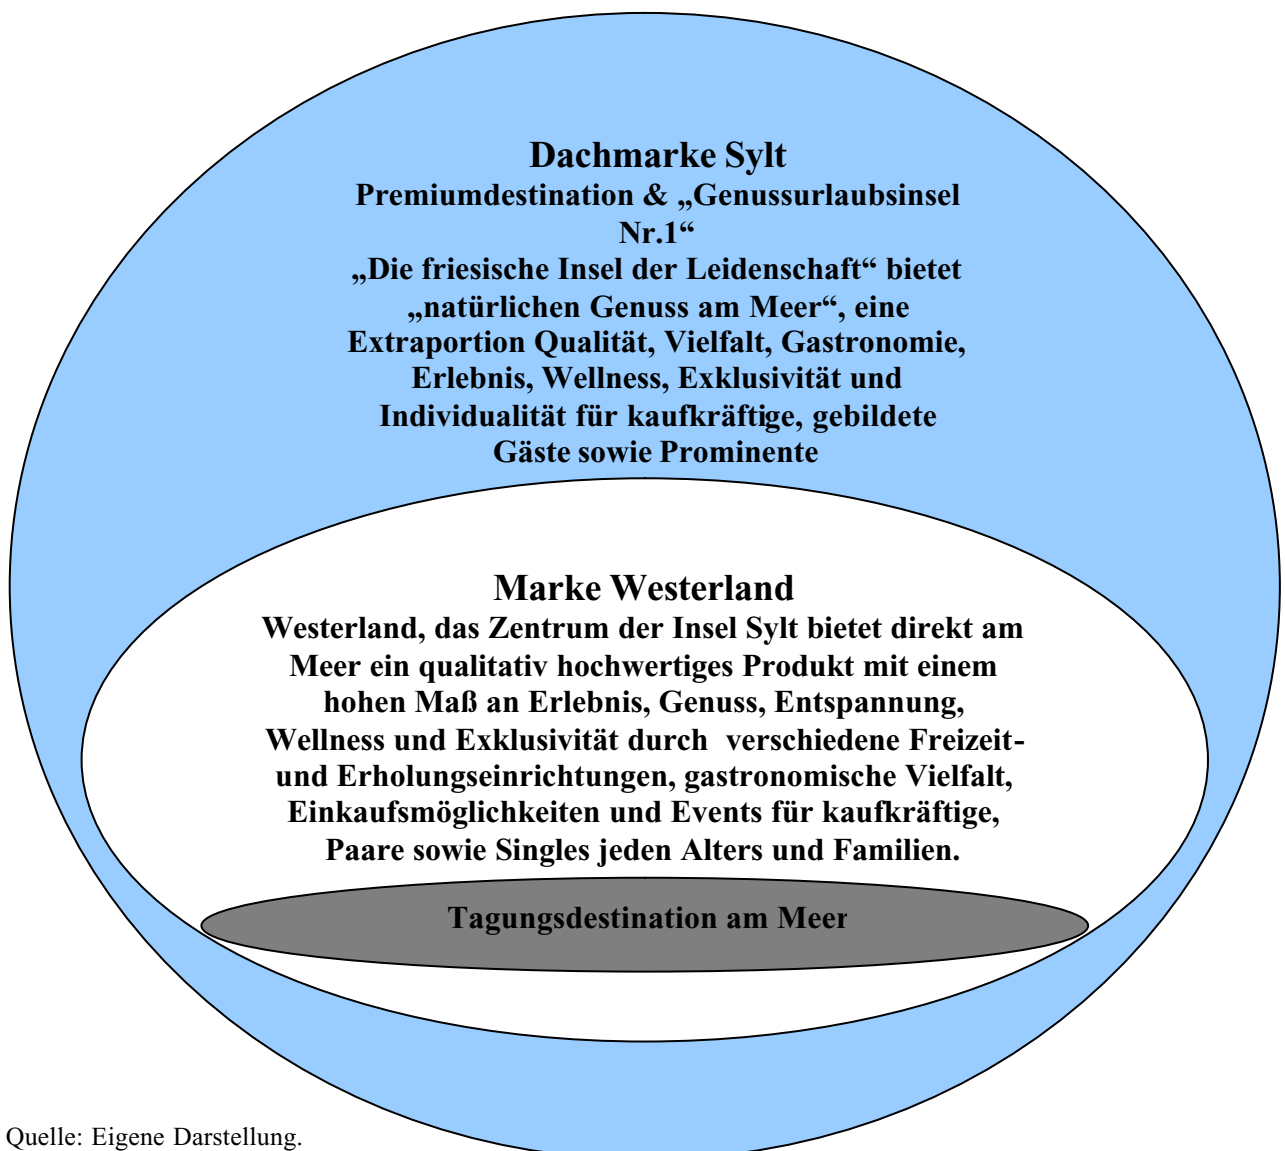 Dachmarke Sylt
Premiumdestination & „Genussurlaubsinsel
Nr.1“
„Die friesische Insel der Leidenschaft“ bietet
„natürlichen Genuss am Meer“, eine
Extraportion Qualität, Vielfalt, Gastronomie,
Erlebnis, Wellness, Exklusivität und
Individualität für kaufkräftige, gebildete
Gäste sowie Prominente
Marke Westerland
Westerland, das Zentrum der Insel Sylt bietet direkt am
Meer ein qualitativ hochwertiges Produkt mit einem
hohen Maß an Erlebnis, Genuss, Entspannung,
Wellness und Exklusivität durch verschiedene Freizeit-
und Erholungseinrichtungen, gastronomische Vielfalt,
Einkaufsmöglichkeiten und Events für kaufkräftige,
Paare sowie Singles jeden Alters und Familien.
Tagungsdestination am Meer
Quelle: Eigene Darstellung.